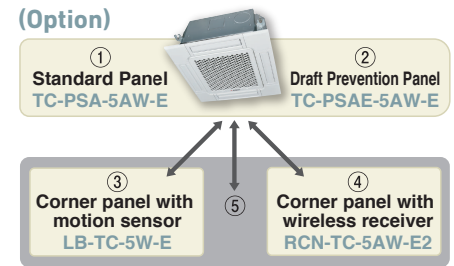 (Option)
①
Standard Panel
TC-PSA-5AW-E
②
Draft Prevention Panel
TC-PSAE-5AW-E
③
Corner panel with
motion sensor
LB-TC-5W-E
⑤
④
Corner panel with
wireless receiver
RCN-TC-5AW-E2